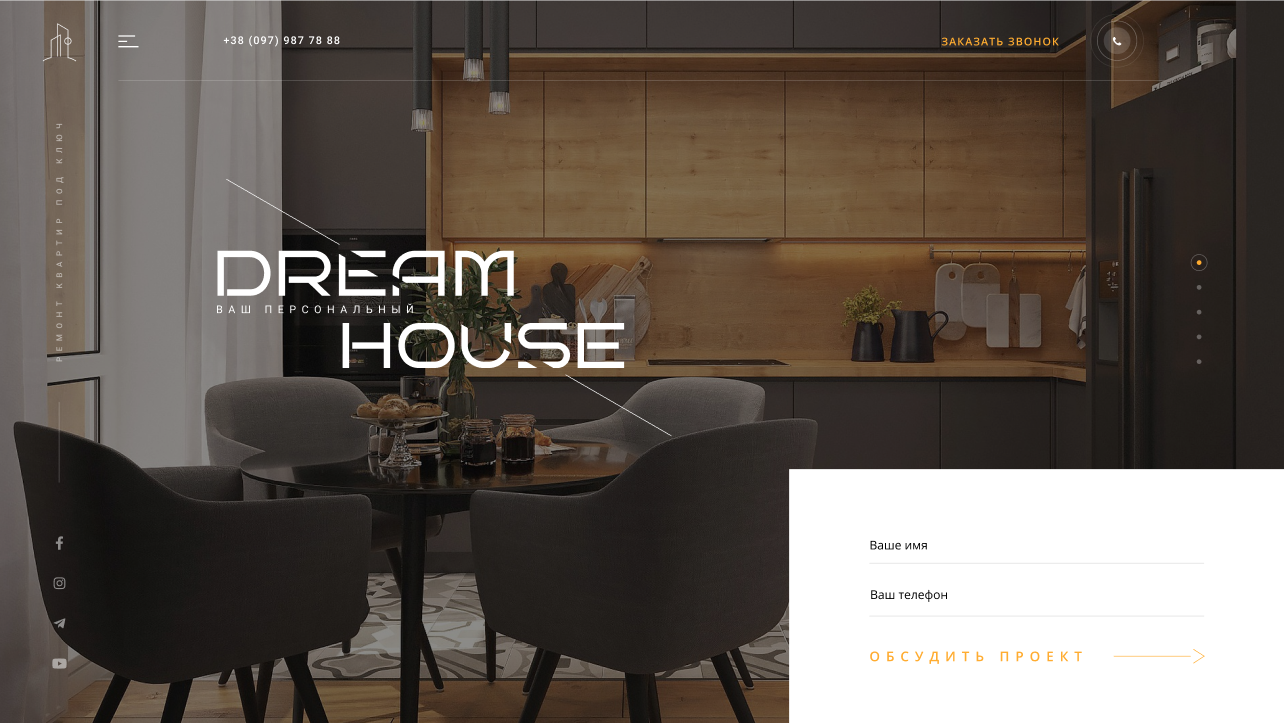 +38 (097) 987 78 88
ЗАКАЗАТЬ ЗВОНОК
РЕМОНТ КВАРТИР ПОД КЛЮЧ
DREAM
ВАШ ПЕРСОНАЛЬНЫЙ
HOUSE
Ваше имя
Ваш телефон
ОБСУДИТЬ ПРОЕКТ